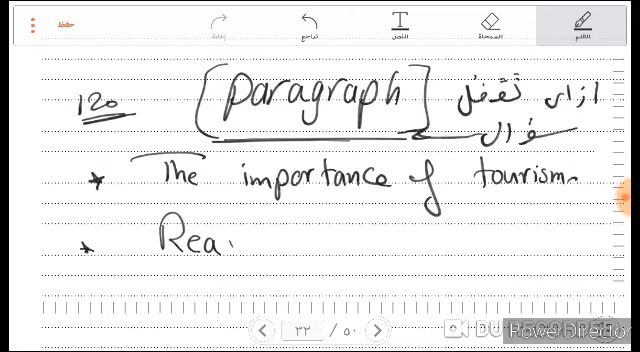 حفظ
إعادة
تراجع
النص
الممحاة
القلم
120 [Paragraph] ازاى تقفل
سؤال
* The importance of tourism.
* Rea
٣٢ / ٥٠
Power Director